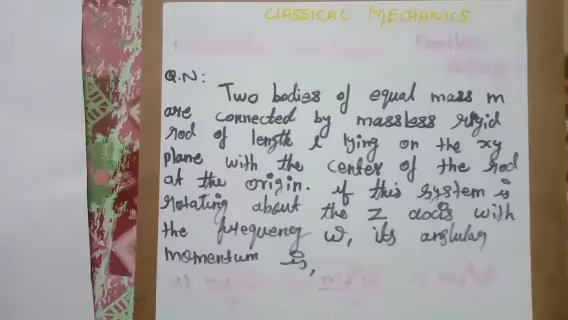 CLASSICAL MECHANICS
Q.N:
Two bodies of equal mass m
are connected by massless rigid
rod of length l lying on the xy
plane with the center of the rod
at the origin. If this system is
rotating about the Z axis with
the frequency ω, its anglular
momentum is,